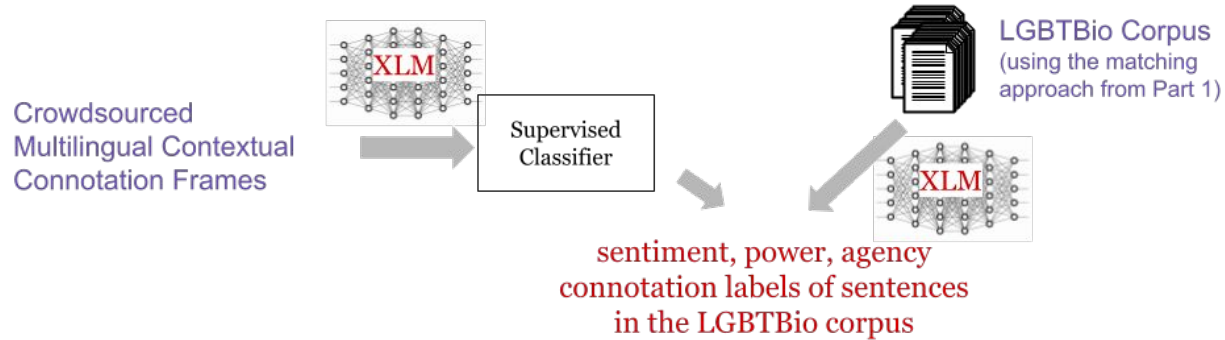 Crowdsourced
Multilingual Contextual
Connotation Frames
XLM
Supervised
Classifier
LGBTBio Corpus
(using the matching
approach from Part 1)
XLM
sentiment, power, agency
connotation labels of sentences
in the LGBTBio corpus